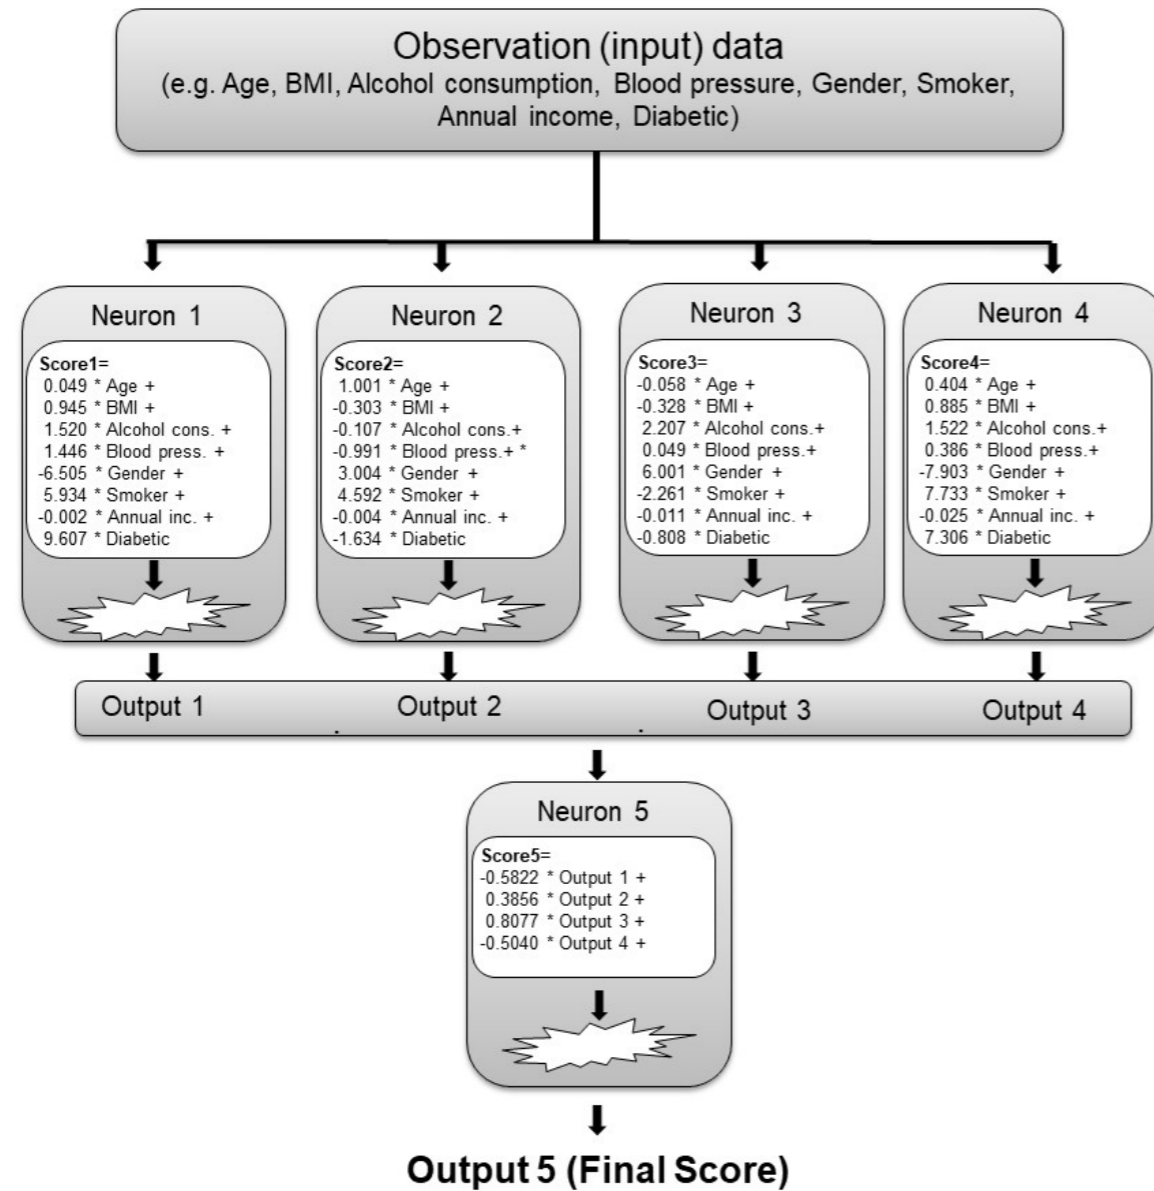 Observation (input) data
(e.g. Age, BMI, Alcohol consumption, Blood pressure, Gender, Smoker,
Annual income, Diabetic)
Neuron 1
Score1=
0.049 * Age +
0.945 * BMI +
1.520 * Alcohol cons. +
1.446 * Blood press. +
-6.505 * Gender +
5.934 * Smoker +
-0.002 * Annual inc. +
9.607 * Diabetic
Neuron 2
Score2=
1.001 * Age +
-0.303 * BMI +
-0.107 * Alcohol cons.+
-0.991 * Blood press.+ *
3.004 * Gender +
4.592 * Smoker +
-0.004 * Annual inc. +
-1.634 * Diabetic
Neuron 3
Score3=
-0.058 * Age +
-0.328 * BMI +
2.207 * Alcohol cons.+
0.049 * Blood press.+
6.001 * Gender +
-2.261 * Smoker +
-0.011 * Annual inc. +
-0.808 * Diabetic
Neuron 4
Score4=
0.404 * Age +
0.885 * BMI +
1.522 * Alcohol cons.+
0.386 * Blood press.+
-7.903 * Gender +
7.733 * Smoker +
-0.025 * Annual inc. +
7.306 * Diabetic
Output 1
Output 2
Output 3
Output 4
Neuron 5
Score5=
-0.5822 * Output 1 +
0.3856 * Output 2 +
0.8077 * Output 3 +
-0.5040 * Output 4 +
Output 5 (Final Score)